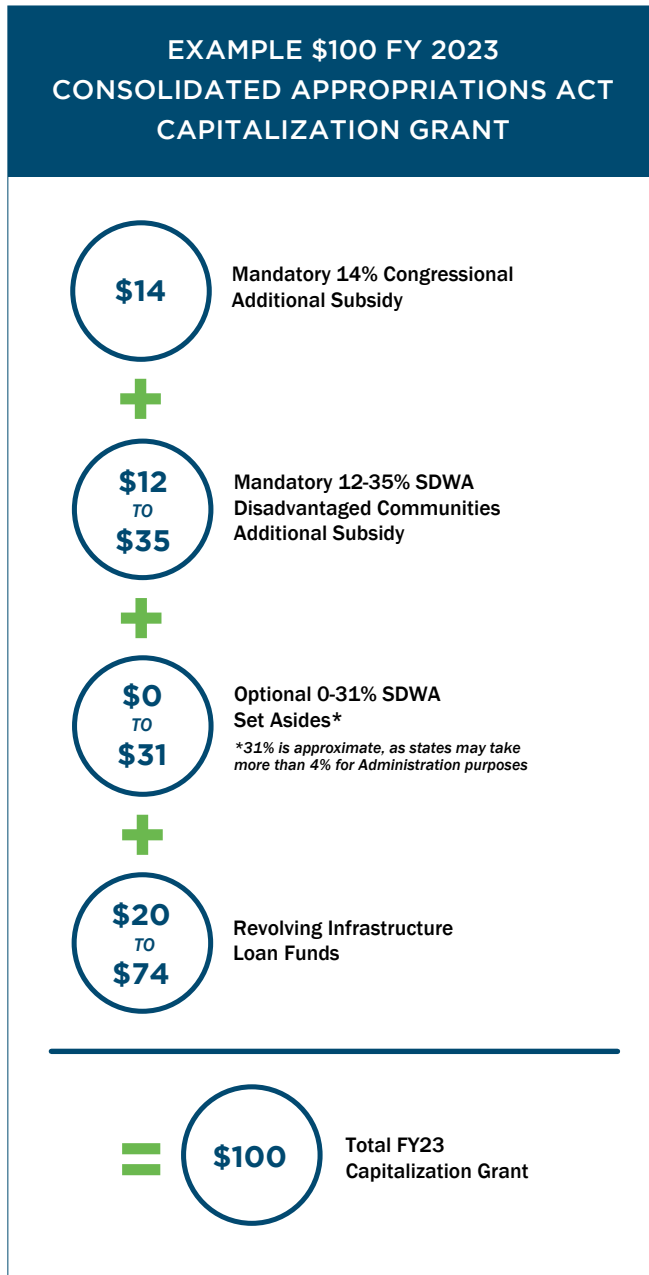 EXAMPLE $100 FY 2023
CONSOLIDATED APPROPRIATIONS ACT
CAPITALIZATION GRANT
$14
Mandatory 14% Congressional
Additional Subsidy
+
$12
TO
$35
Mandatory 12-35% SDWA
Disadvantaged Communities
Additional Subsidy
+
$0
TO
$31
Optional 0-31% SDWA
Set Asides*
*31% is approximate, as states may take
more than 4% for Administration purposes
+
$20
TO
$74
Revolving Infrastructure
Loan Funds
=
$100
Total FY23
Capitalization Grant